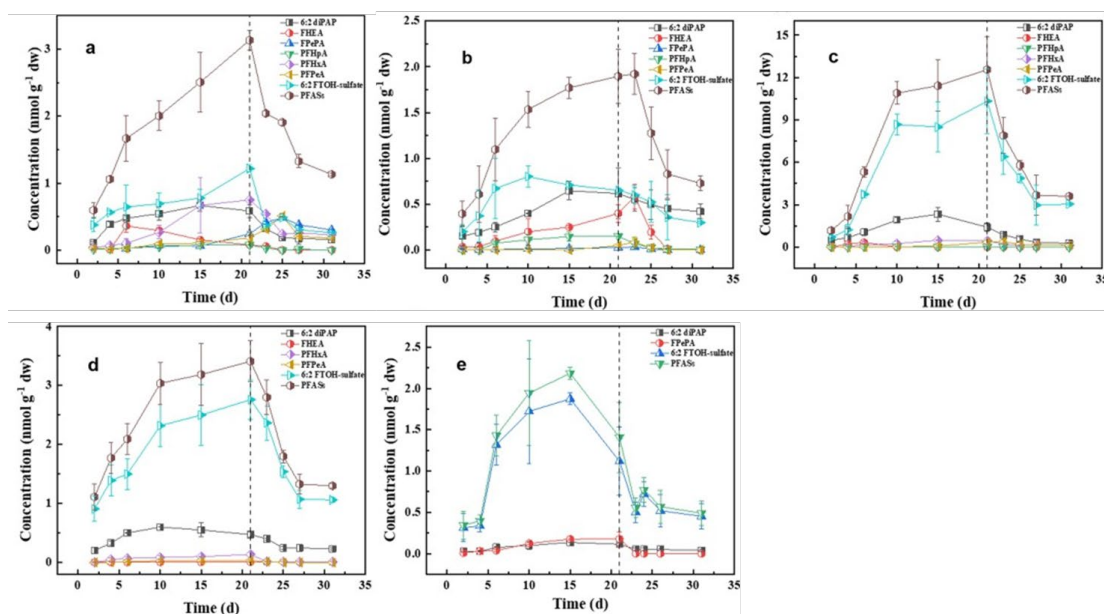 a
6:2 diPAP
FHEA
FPePA
PFHpA
PFHxA
PFPeA
6:2 FTOH-sulfate
PFASs
Concentration (nmol g-1 dw)
3
2
1
0
0 5 10 15 20 25 30 35
Time (d)
b
6:2 diPAP
FHEA
FPePA
PFHpA
PFPeA
6:2 FTOH-sulfate
PFASs
Concentration (nmol g-1 dw)
2.5
2.0
1.5
1.0
0.5
0.0
0 5 10 15 20 25 30 35
Time (d)
c
6:2 diPAP
FHEA
PFHpA
PFHxA
PFPeA
6:2 FTOH-sulfate
PFASs
Concentration (nmol g-1 dw)
15
12
9
6
3
0
0 5 10 15 20 25 30 35
Time (d)
d
6:2 diPAP
FHEA
PFHxA
PFPeA
6:2 FTOH-sulfate
PFASs
Concentration (nmol g-1 dw)
4
3
2
1
0
0 5 10 15 20 25 30 35
Time (d)
e
6:2 diPAP
FPePA
6:2 FTOH-sulfate
PFASs
Concentration (nmol g-1 dw)
2.5
2.0
1.5
1.0
0.5
0.0
0 5 10 15 20 25 30 35
Time (d)